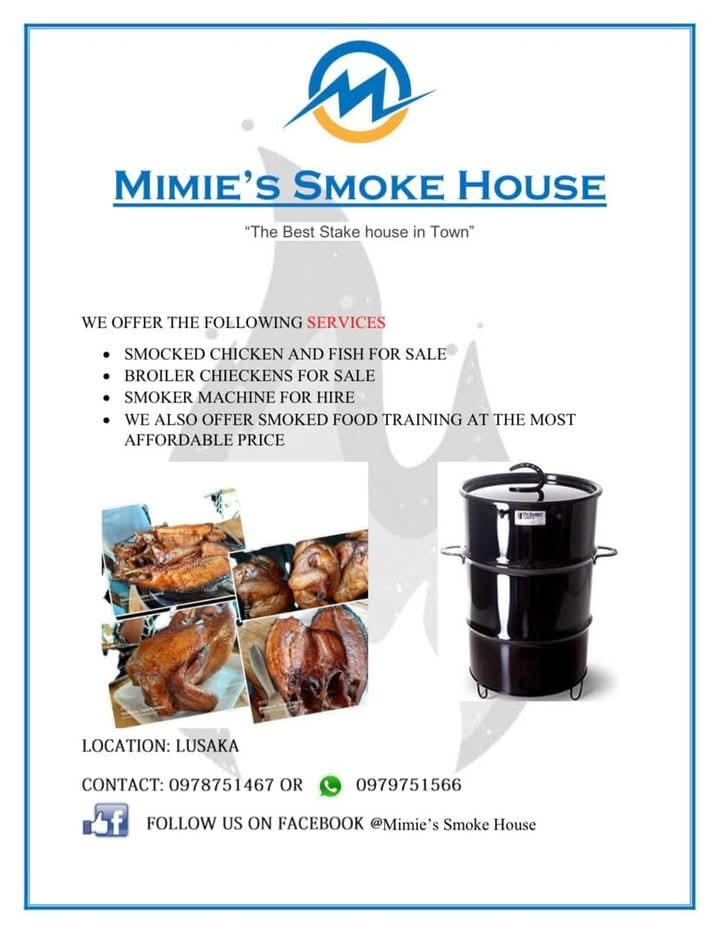 MIMIE'S SMOKE HOUSE
“The Best Stake house in Town”
WE OFFER THE FOLLOWING SERVICES
• SMOCKED CHICKEN AND FISH FOR SALE
• BROILER CHIECKENS FOR SALE
• SMOKER MACHINE FOR HIRE
• WE ALSO OFFER SMOKED FOOD TRAINING AT THE MOST
AFFORDABLE PRICE
LOCATION: LUSAKA
CONTACT: 0978751467 OR 0979751566
FOLLOW US ON FACEBOOK @Mimie's Smoke House